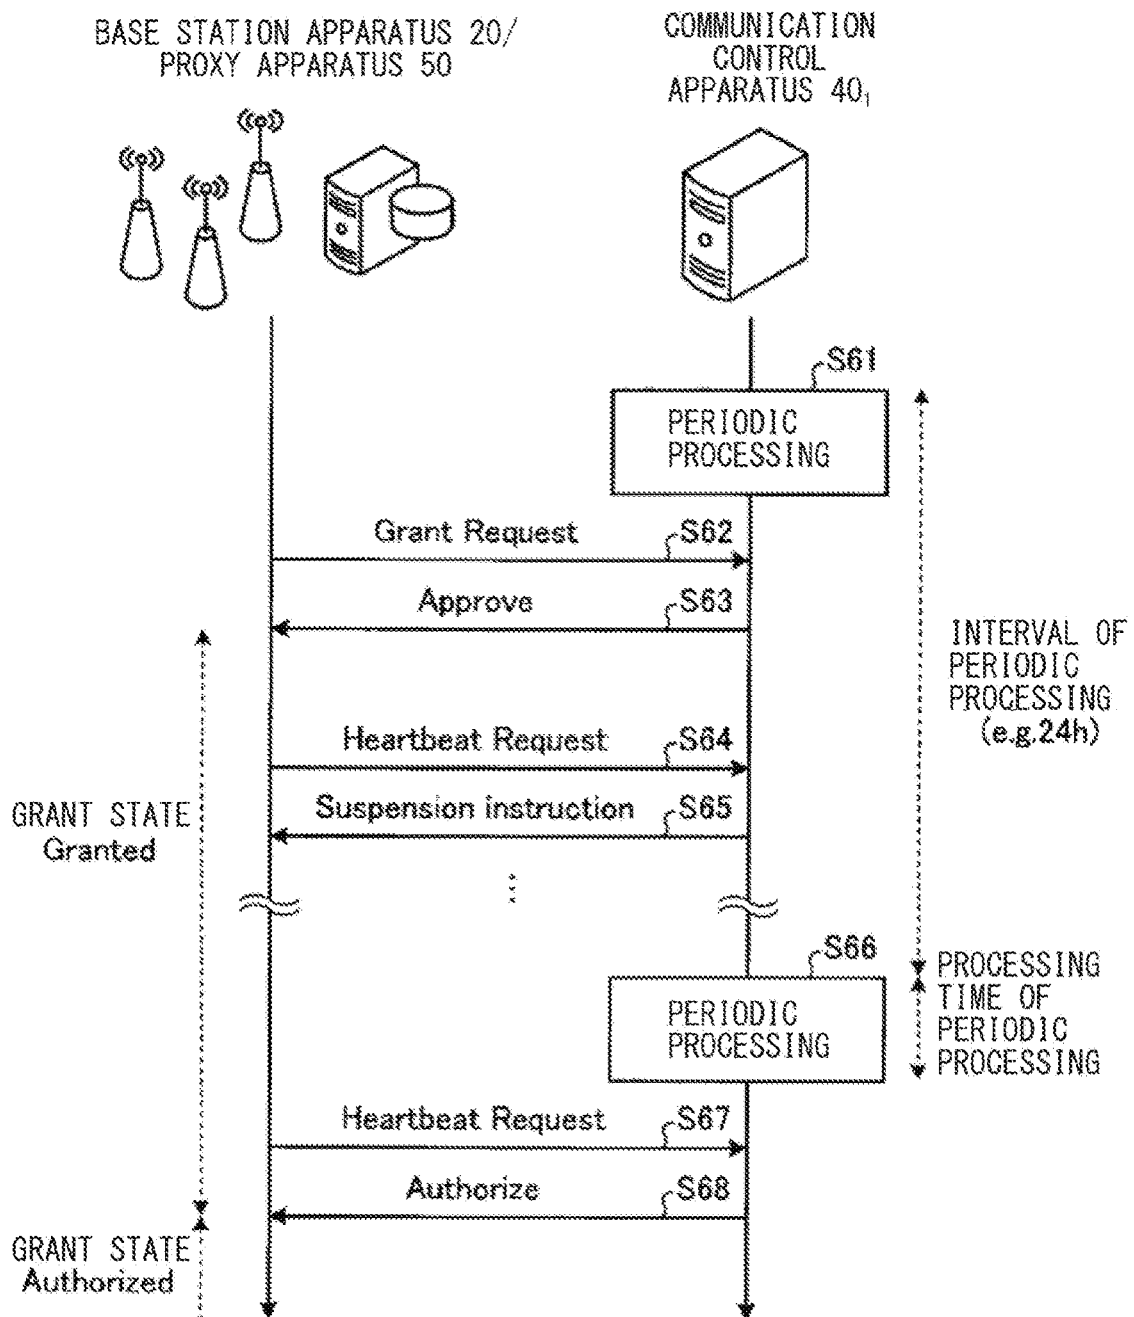 BASE STATION APPARATUS 20/
PROXY APPARATUS 50
COMMUNICATION
CONTROL
APPARATUS 40₁
S61
PERIODIC
PROCESSING
Grant Request
S62
Approve
S63
INTERVAL OF
PERIODIC
PROCESSING
(e.g.24h)
Heartbeat Request
S64
Suspension instruction
S65
GRANT STATE
Granted
⋮
S66
PERIODIC
PROCESSING
PROCESSING
TIME OF
PERIODIC
PROCESSING
Heartbeat Request
S67
Authorize
S68
GRANT STATE
Authorized